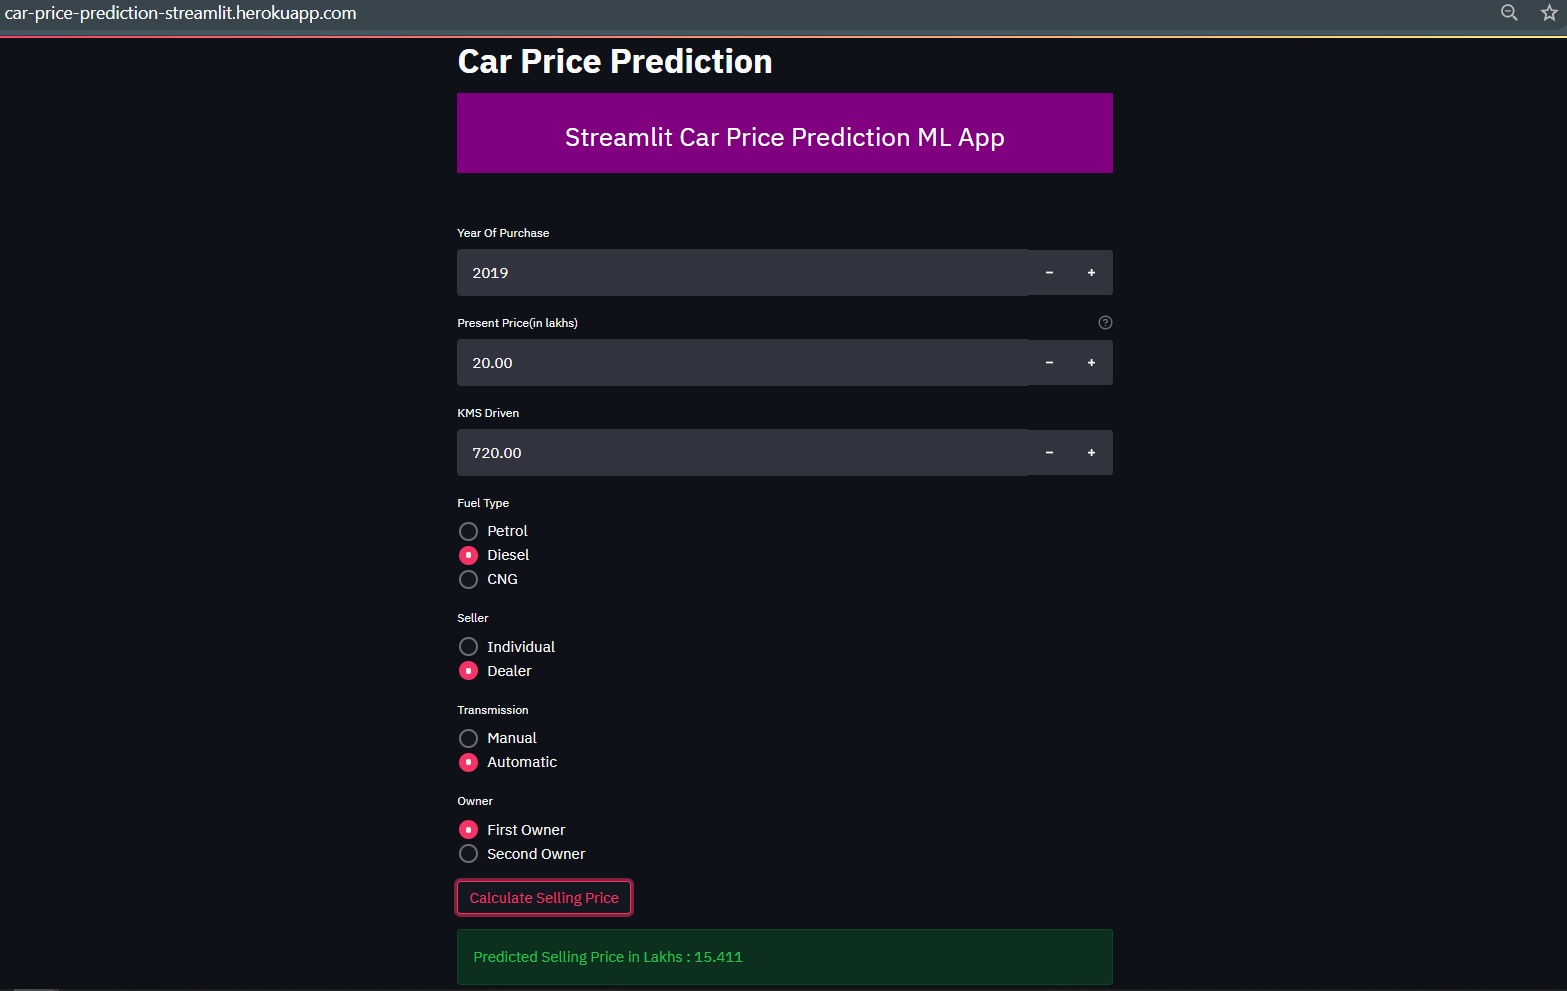 car-price-prediction-streamlit.herokuapp.com
Car Price Prediction
Streamlit Car Price Prediction ML App
Year Of Purchase
2019 − +
Present Price(in lakhs) ?
20.00 − +
KMS Driven
720.00 − +
Fuel Type
Petrol
Diesel
CNG
Seller
Individual
Dealer
Transmission
Manual
Automatic
Owner
First Owner
Second Owner
Calculate Selling Price
Predicted Selling Price in Lakhs : 15.411